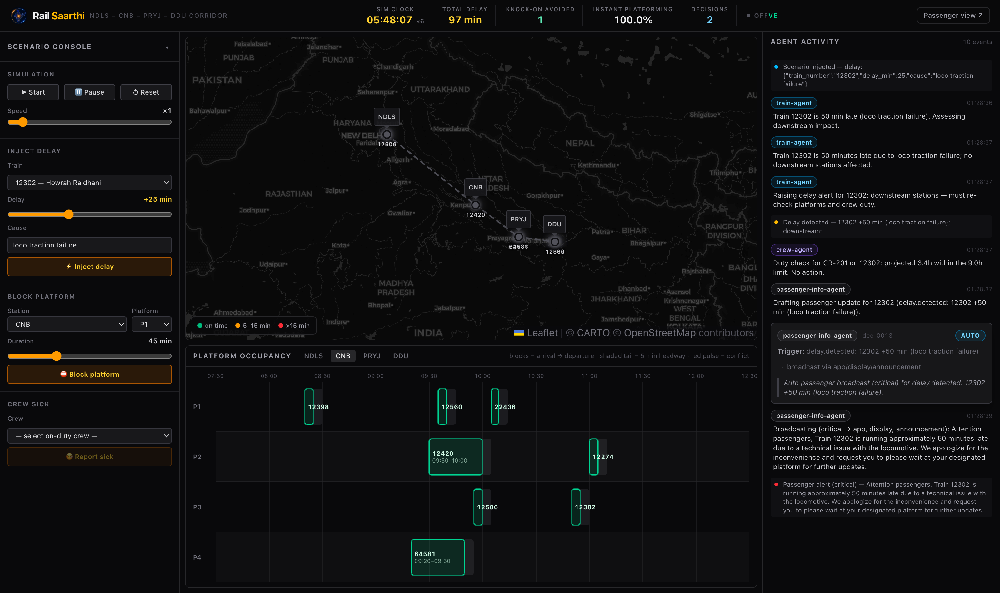 Rail Saarthi NDLS – CNB – PRYJ – DDU CORRIDOR
SIM CLOCK
05:48:07 ×6
TOTAL DELAY
97 min
KNOCK-ON AVOIDED
1
INSTANT PLATFORMING
100.0%
DECISIONS
2
OFFVE
Passenger view ↗
SCENARIO CONSOLE
SIMULATION
▶ Start
⏸ Pause
↺ Reset
Speed ×1
INJECT DELAY
Train
12302 — Howrah Rajdhani
Delay +25 min
Cause
loco traction failure
⚡ Inject delay
BLOCK PLATFORM
Station Platform
CNB P1
Duration 45 min
⛔ Block platform
CREW SICK
Crew
— select on-duty crew —
🤒 Report sick
Amritsar
Faisalabad
Jalandhar
PUNJAB
PUNJAB
Chandigarh
PAKISTAN
UTTARAKHAND
Saharanpur
AU
Bahawalpur
NDLS
Shigatse
HARYANA
Moradabad
NEW DELH
Faridal
12506
NEPAL
Aligarh
Kathmandu
Thimphu
BH
UTTAR
DESH
CNB
Agra
Jaipur
RAJASTHAN
Gorakhpur
Kanpu
Jodhpur
Gwalior
12420
PRYJ
DDU
Patna
BIHAR
RANGPUR
DIVISION
Prayagra
Varanas
Bhagalpur
Kota
64581
12560
Gaya
Udaipur
BANGL
Rajshahi
DHA
DIVI
MADHYA
PRADESH
Dhanbad
Asansol
JHARKHAND
Krishnanagar
Bhopal
Jabalpur
WEST
BENGAL
KOLKATA
Ahmedabad
Jamshedpur
BAR
Indore
GUJARAT
Rajkot
Vadodara
INDIA
on time 5–15 min >15 min
Leaflet | © CARTO © OpenStreetMap contributors
PLATFORM OCCUPANCY NDLS CNB PRYJ DDU
blocks = arrival → departure · shaded tail = 5 min headway · red pulse = conflict
07:30 08:00 08:30 09:00 09:30 10:00 10:30 11:00 11:30 12:00 12:30
P1 12398 12560 22436
P2 12420 12274
09:30–10:00
P3 12506 12302
P4 64581
09:20–09:50
AGENT ACTIVITY 10 events
Scenario injected — delay:
{"train_number":"12302","delay_min":25,"cause":"loco traction
failure"}
train-agent 01:28:36
Train 12302 is 50 min late (loco traction failure). Assessing
downstream impact.
train-agent 01:28:37
Train 12302 is 50 minutes late due to loco traction failure; no
downstream stations affected.
train-agent 01:28:37
Raising delay alert for 12302: downstream stations — must re-
check platforms and crew duty.
Delay detected — 12302 +50 min (loco traction failure);
downstream:
crew-agent 01:28:37
Duty check for CR-201 on 12302: projected 3.4h within the 9.0h
limit. No action.
passenger-info-agent 01:28:37
Drafting passenger update for 12302 (delay.detected: 12302 +50
min (loco traction failure)).
passenger-info-agent dec-0013 AUTO
Trigger: delay.detected: 12302 +50 min (loco traction failure)
· broadcast via app/display/announcement
Auto passenger broadcast (critical) for delay.detected: 12302
+50 min (loco traction failure).
passenger-info-agent 01:28:39
Broadcasting (critical → app, display, announcement): Attention
passengers, Train 12302 is running approximately 50 minutes late
due to a technical issue with the locomotive. We apologize for the
inconvenience and request you to please wait at your designated
platform for further updates.
Passenger alert (critical) — Attention passengers, Train 12302 is
running approximately 50 minutes late due to a technical issue with
the locomotive. We apologize for the inconvenience and request
you to please wait at your designated platform for further updates.